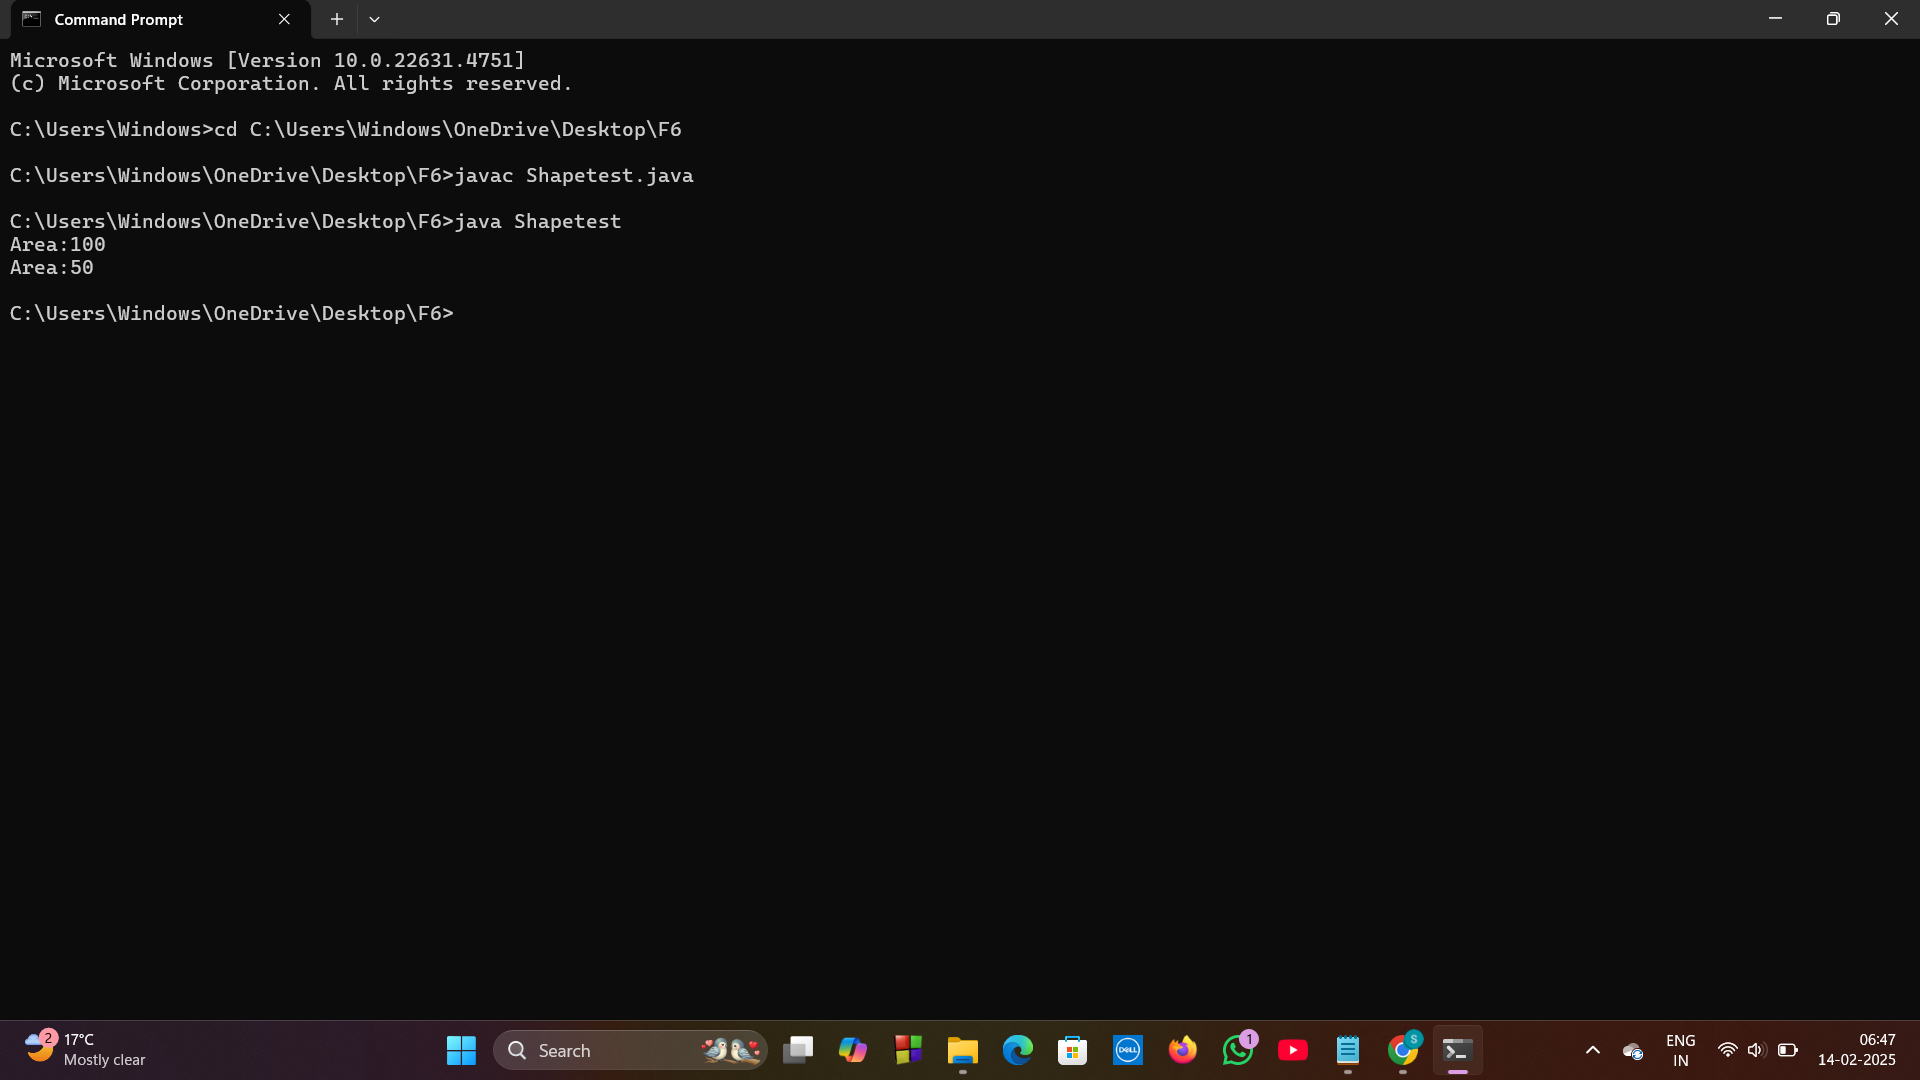 Command Prompt
Microsoft Windows [Version 10.0.22631.4751]
(c) Microsoft Corporation. All rights reserved.
C:\Users\Windows>cd C:\Users\Windows\OneDrive\Desktop\F6
C:\Users\Windows\OneDrive\Desktop\F6>javac Shapetest.java
C:\Users\Windows\OneDrive\Desktop\F6>java Shapetest
Area:100
Area:50
C:\Users\Windows\OneDrive\Desktop\F6>
2
17°C
Mostly clear
Search
DELL
1
S
ENG
IN
06:47
14-02-2025